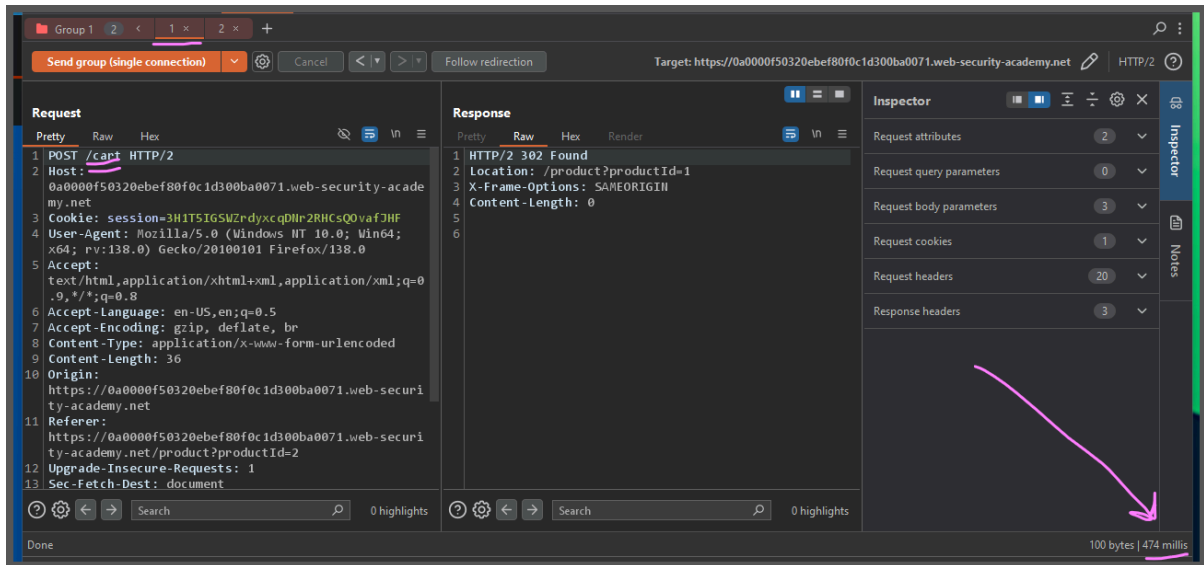 Group 1 2 < 1 × 2 × +
Send group (single connection) Cancel < > Follow redirection Target: https://0a0000f50320ebef80f0c1d300ba0071.web-security-academy.net HTTP/2
Request
Pretty Raw Hex \n
1 POST /cart HTTP/2
2 Host:
0a0000f50320ebef80f0c1d300ba0071.web-security-acade
my.net
3 Cookie: session=3H1T5IGSWZrdyxcqDNr2RHCsQOvafJHF
4 User-Agent: Mozilla/5.0 (Windows NT 10.0; Win64;
x64; rv:138.0) Gecko/20100101 Firefox/138.0
5 Accept:
text/html,application/xhtml+xml,application/xml;q=0
.9,*/*;q=0.8
6 Accept-Language: en-US,en;q=0.5
7 Accept-Encoding: gzip, deflate, br
8 Content-Type: application/x-www-form-urlencoded
9 Content-Length: 36
10 Origin:
https://0a0000f50320ebef80f0c1d300ba0071.web-securi
ty-academy.net
11 Referer:
https://0a0000f50320ebef80f0c1d300ba0071.web-securi
ty-academy.net/product?productId=2
12 Upgrade-Insecure-Requests: 1
13 Sec-Fetch-Dest: document
Search 0 highlights
Response
Pretty Raw Hex Render \n
1 HTTP/2 302 Found
2 Location: /product?productId=1
3 X-Frame-Options: SAMEORIGIN
4 Content-Length: 0
5
6
Search 0 highlights
Inspector
Request attributes 2
Request query parameters 0
Request body parameters 3
Request cookies 1
Request headers 20
Response headers 3
Inspector
Notes
Done
100 bytes | 474 millis